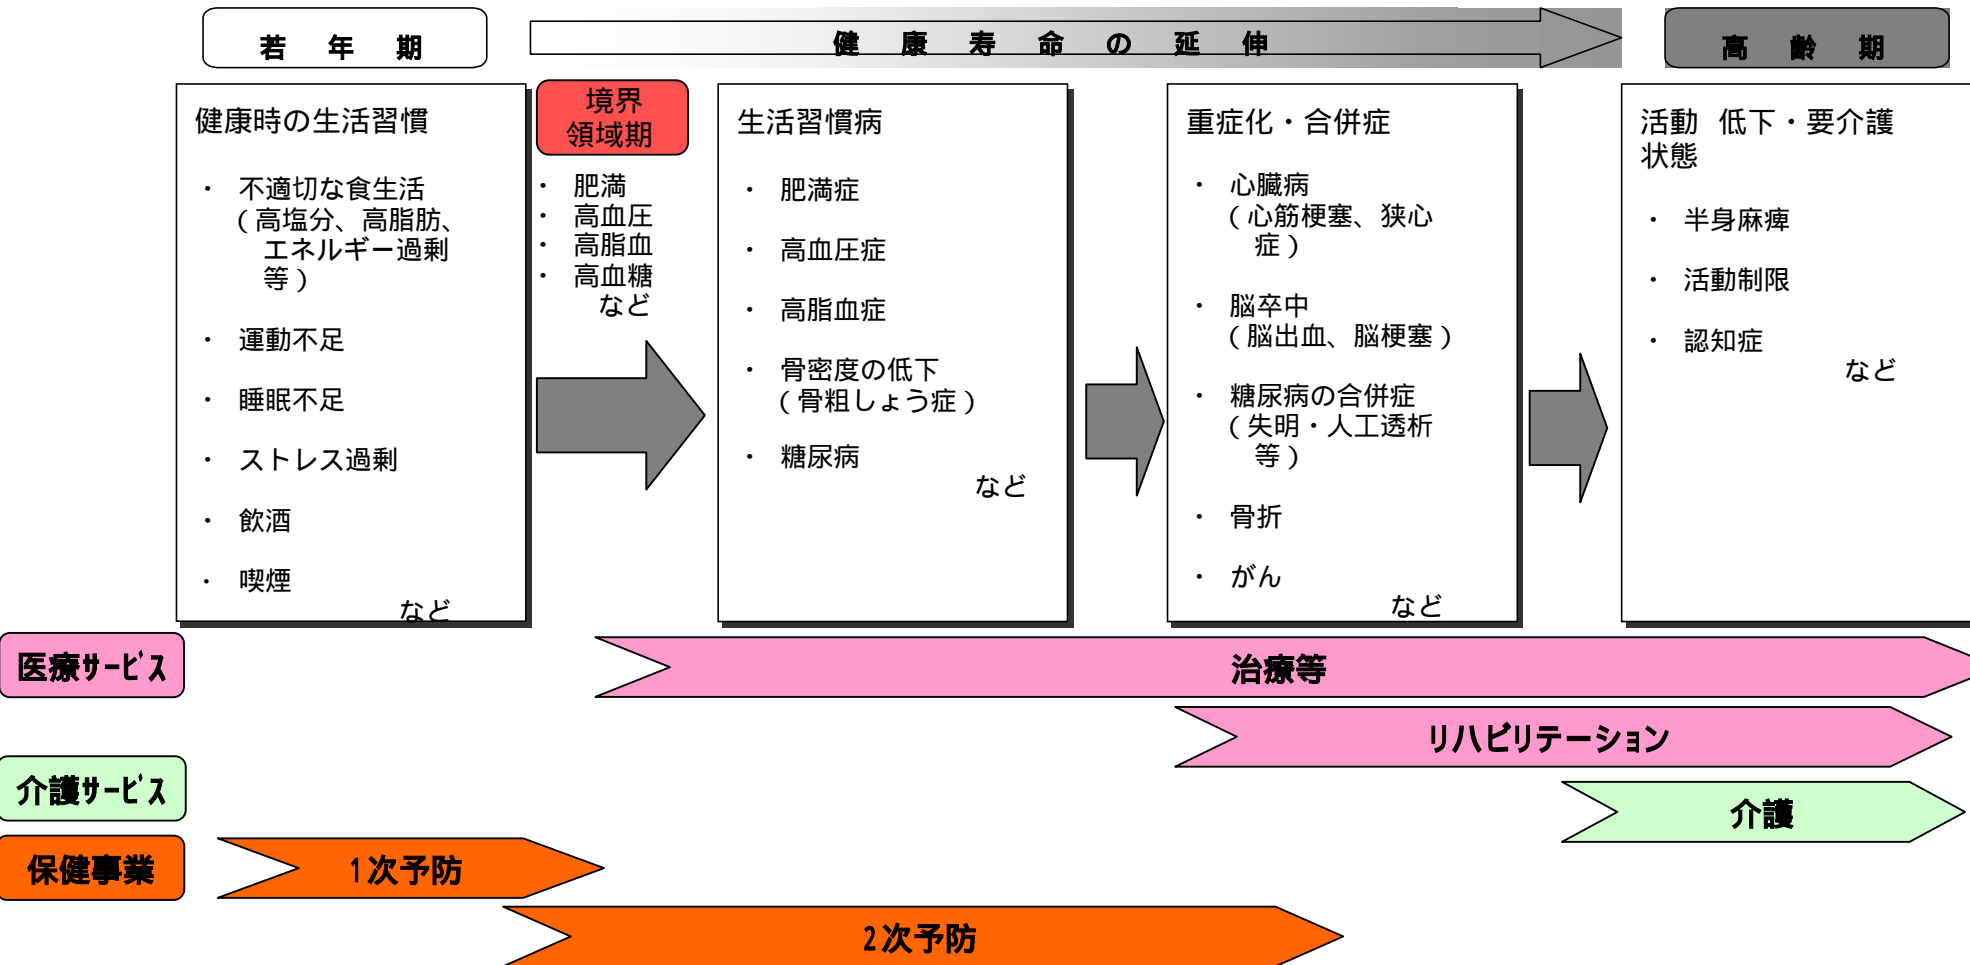 若年期
健康寿命の延伸
高齢期
健康時の生活習慣
・ 不適切な食生活
（高塩分、高脂肪、
エネルギー過剰
等）
・ 運動不足
・ 睡眠不足
・ ストレス過剰
・ 飲酒
・ 喫煙
など
境界
領域期
・ 肥満
・ 高血圧
・ 高脂血
・ 高血糖
など
生活習慣病
・ 肥満症
・ 高血圧症
・ 高脂血症
・ 骨密度の低下
（骨粗しょう症）
・ 糖尿病
など
重症化・合併症
・ 心臓病
（心筋梗塞、狭心
症）
・ 脳卒中
（脳出血、脳梗塞）
・ 糖尿病の合併症
（失明・人工透析
等）
・ 骨折
・ がん
など
活動 低下・要介護
状態
・ 半身麻痺
・ 活動制限
・ 認知症
など
医療ｻｰﾋﾞｽ
治療等
リハビリテーション
介護ｻｰﾋﾞｽ
介護
保健事業
1次予防
2次予防